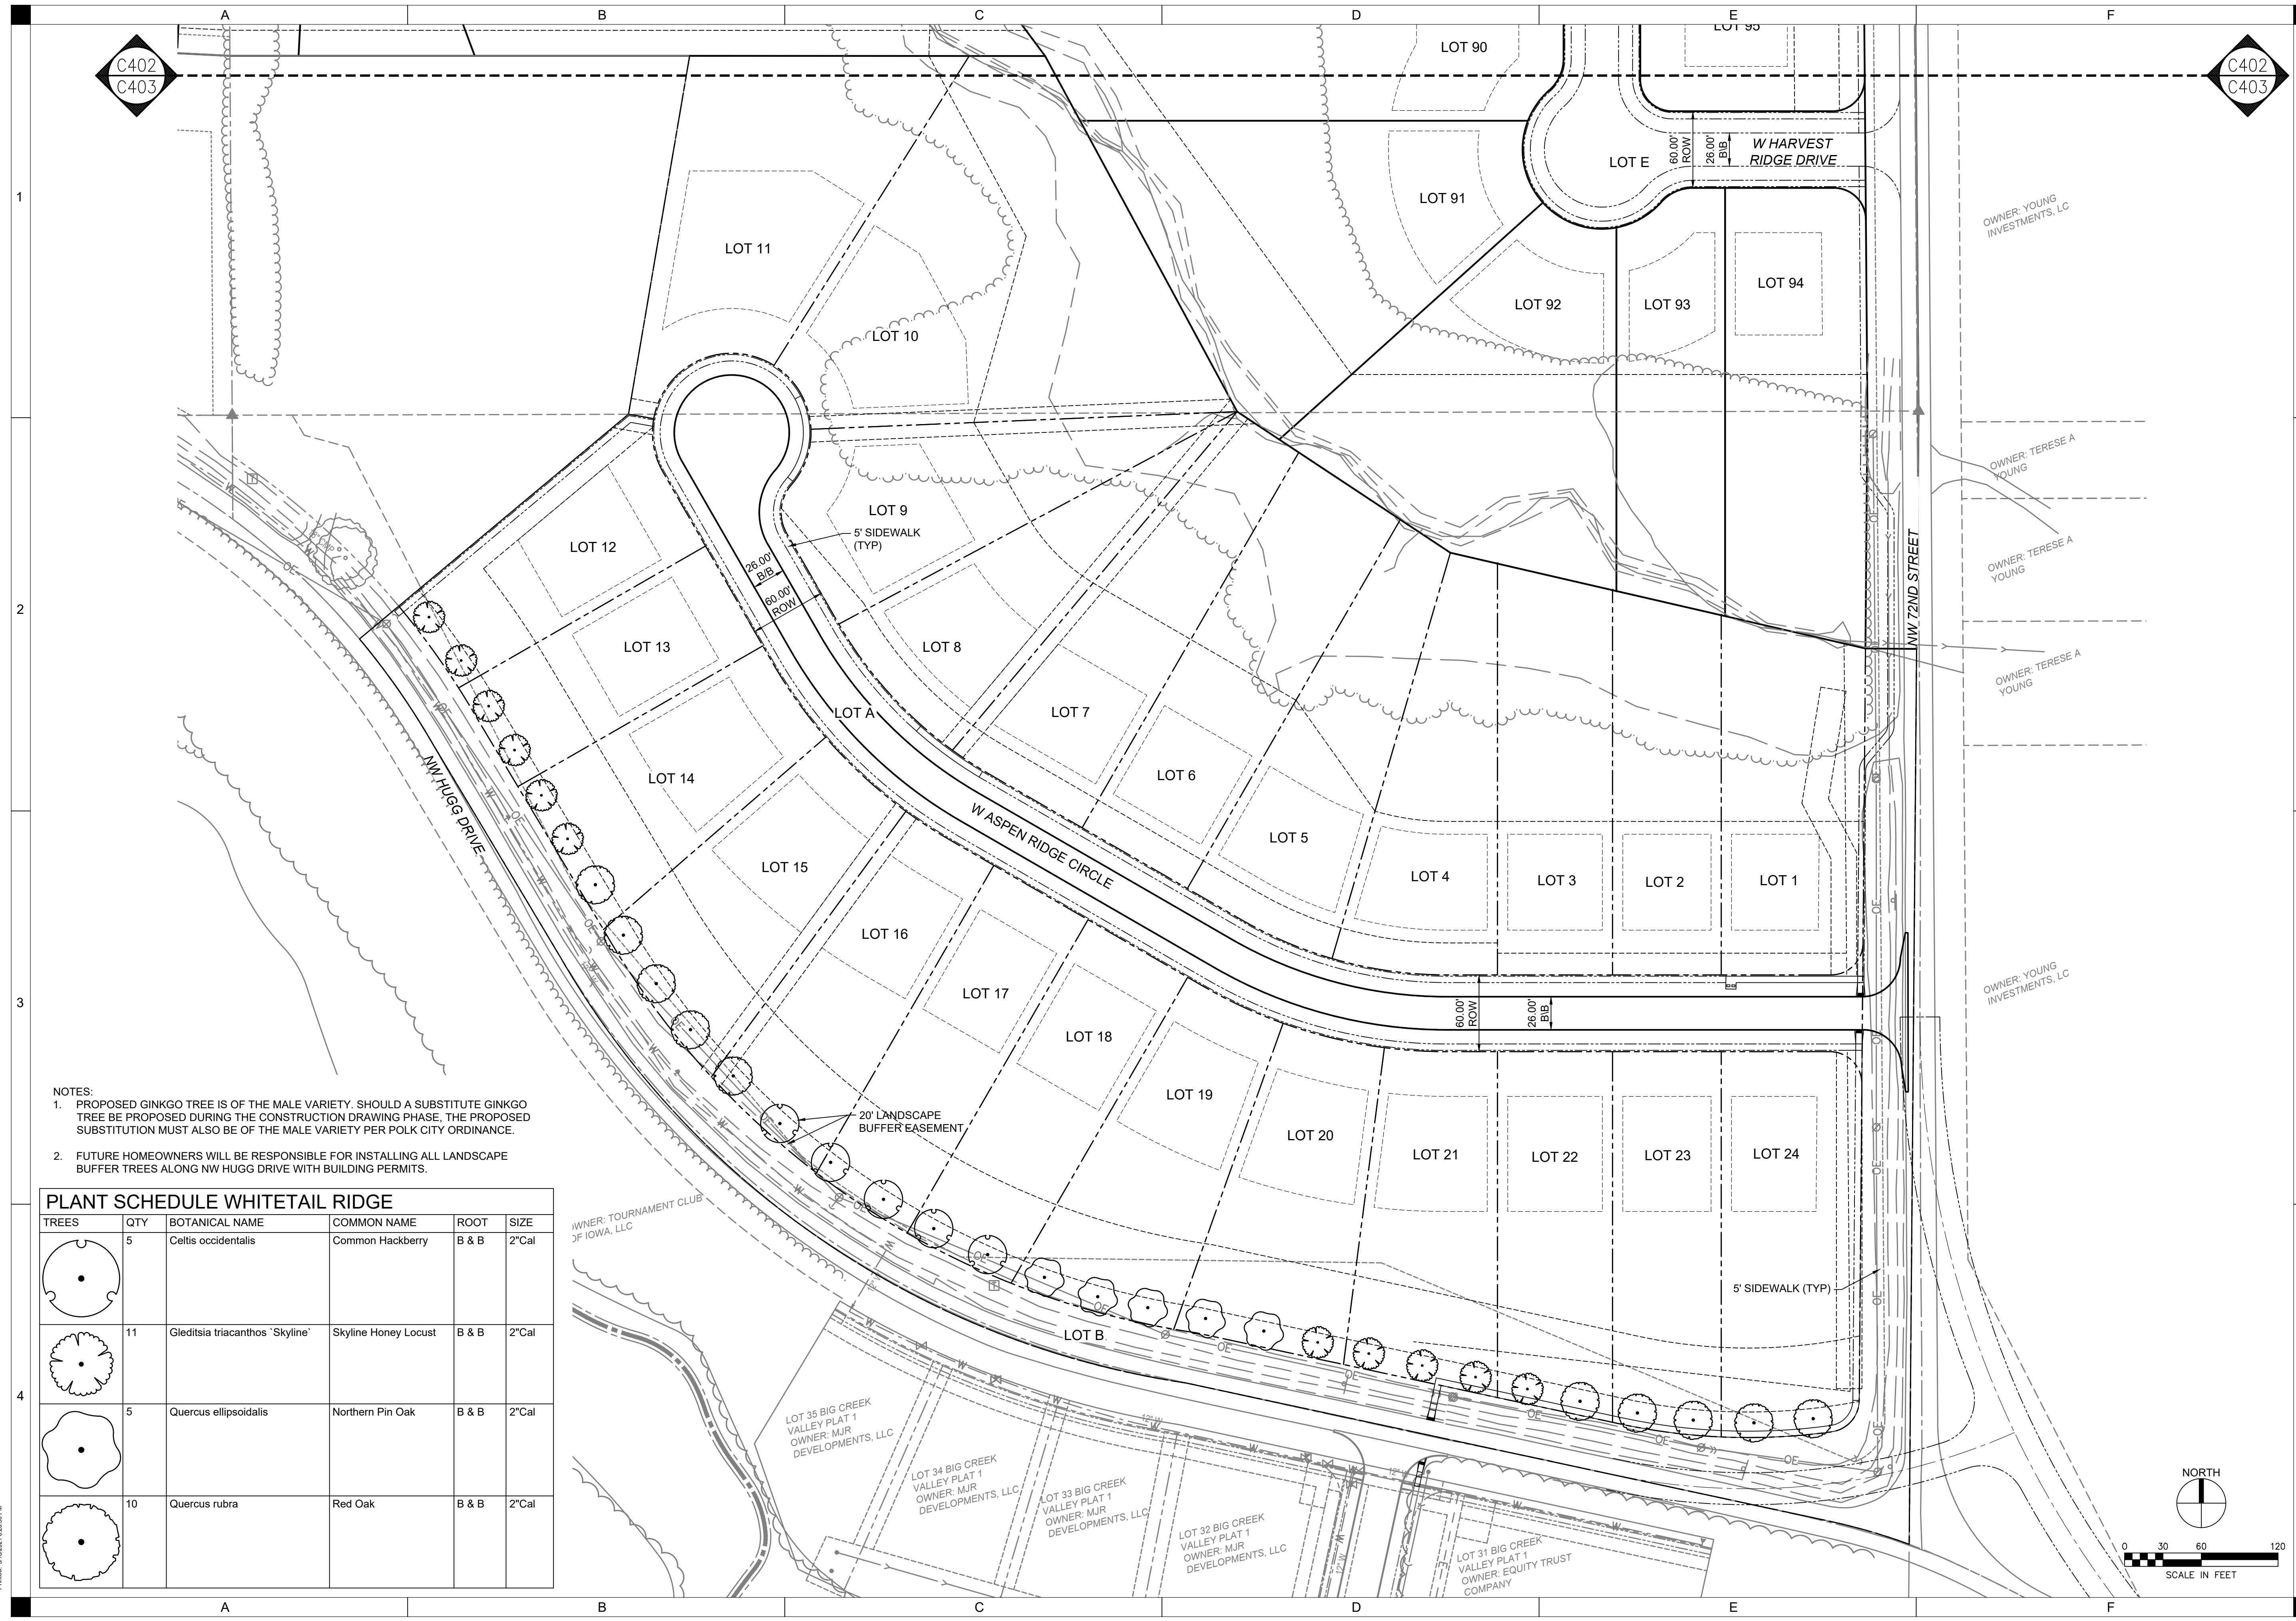 A B C D E F
C402
C403
C402
C403
1
2
3
4
LOT 90
LOT 95
LOT E
60.00'
ROW
26.00'
B\B
W HARVEST
RIDGE DRIVE
LOT 91
LOT 92
LOT 93
LOT 94
LOT 11
LOT 10
LOT 9
5' SIDEWALK
(TYP)
26.00'
B/B
60.00'
ROW
LOT 12
LOT 13
LOT 8
LOT A
LOT 7
LOT 14
LOT 6
W ASPEN RIDGE CIRCLE
LOT 5
LOT 15
LOT 4
LOT 3
LOT 2
LOT 1
LOT 16
LOT 17
LOT 18
LOT 19
LOT 20
LOT 21
LOT 22
LOT 23
LOT 24
60.00'
ROW
26.00'
B\B
NW HUGG DRIVE
NW 72ND STREET
OWNER: YOUNG
INVESTMENTS, LC
OWNER: TERESE A
YOUNG
OWNER: TERESE A
YOUNG
OWNER: TERESE A
YOUNG
OWNER: YOUNG
INVESTMENTS, LC
20' LANDSCAPE
BUFFER EASEMENT
5' SIDEWALK (TYP)
LOT B
NOTES:
1. PROPOSED GINKGO TREE IS OF THE MALE VARIETY. SHOULD A SUBSTITUTE GINKGO
TREE BE PROPOSED DURING THE CONSTRUCTION DRAWING PHASE, THE PROPOSED
SUBSTITUTION MUST ALSO BE OF THE MALE VARIETY PER POLK CITY ORDINANCE.
2. FUTURE HOMEOWNERS WILL BE RESPONSIBLE FOR INSTALLING ALL LANDSCAPE
BUFFER TREES ALONG NW HUGG DRIVE WITH BUILDING PERMITS.
PLANT SCHEDULE WHITETAIL RIDGE
TREES QTY BOTANICAL NAME COMMON NAME ROOT SIZE
5 Celtis occidentalis Common Hackberry B & B 2"Cal
11 Gleditsia triacanthos `Skyline` Skyline Honey Locust B & B 2"Cal
5 Quercus ellipsoidalis Northern Pin Oak B & B 2"Cal
10 Quercus rubra Red Oak B & B 2"Cal
OWNER: TOURNAMENT CLUB
OF IOWA, LLC
LOT 35 BIG CREEK
VALLEY PLAT 1
OWNER: MJR
DEVELOPMENTS, LLC
LOT 34 BIG CREEK
VALLEY PLAT 1
OWNER: MJR
DEVELOPMENTS, LLC
LOT 33 BIG CREEK
VALLEY PLAT 1
OWNER: MJR
DEVELOPMENTS, LLC
LOT 32 BIG CREEK
VALLEY PLAT 1
OWNER: MJR
DEVELOPMENTS, LLC
LOT 31 BIG CREEK
VALLEY PLAT 1
OWNER: EQUITY TRUST
COMPANY
NORTH
0 30 60 120
SCALE IN FEET
A B C D E F